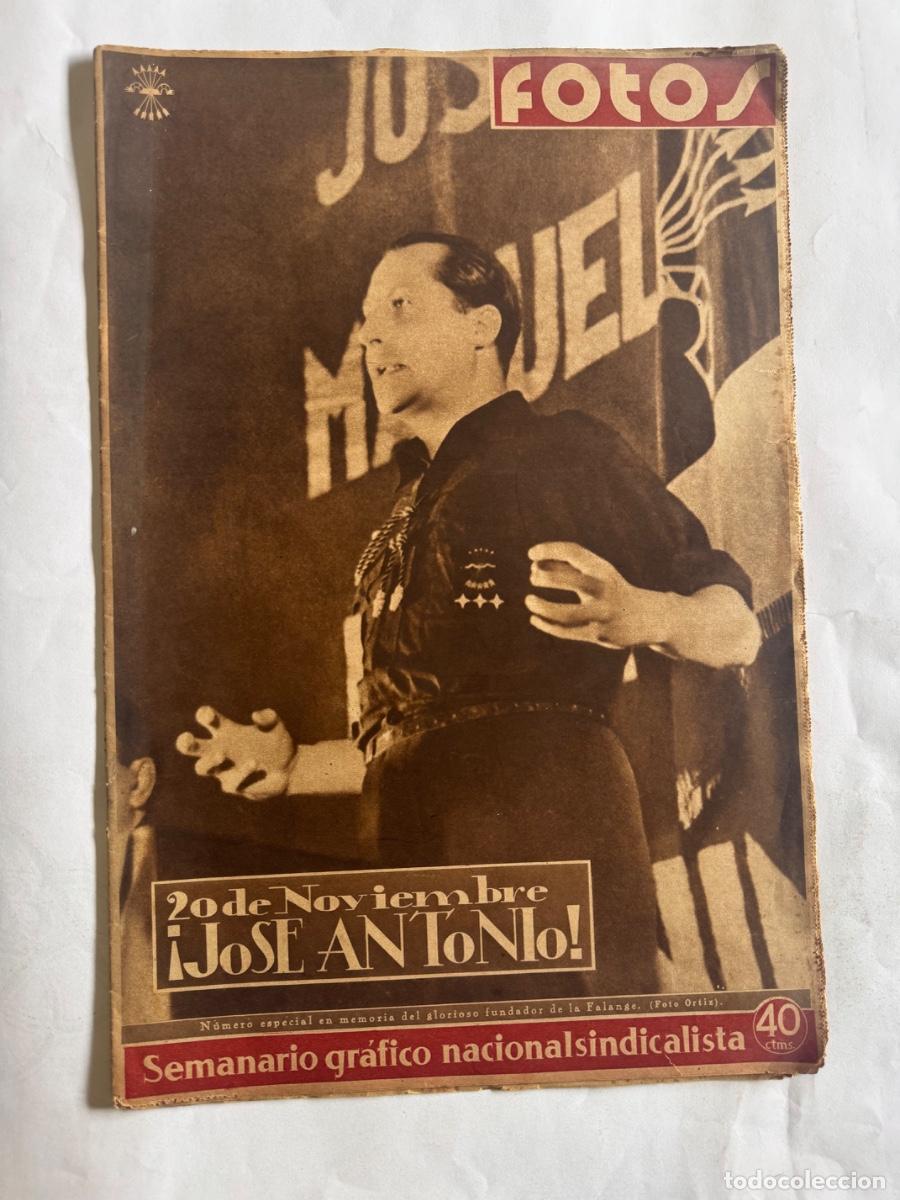 FOTOS
MANUEL
20 de Noviembre
¡JOSE ANTONIO!
Número especial en memoria del glorioso fundador de la Falange. (Foto Ortiz).
Semanario gráfico nacionalsindicalista
40
ctms.
todocoleccion